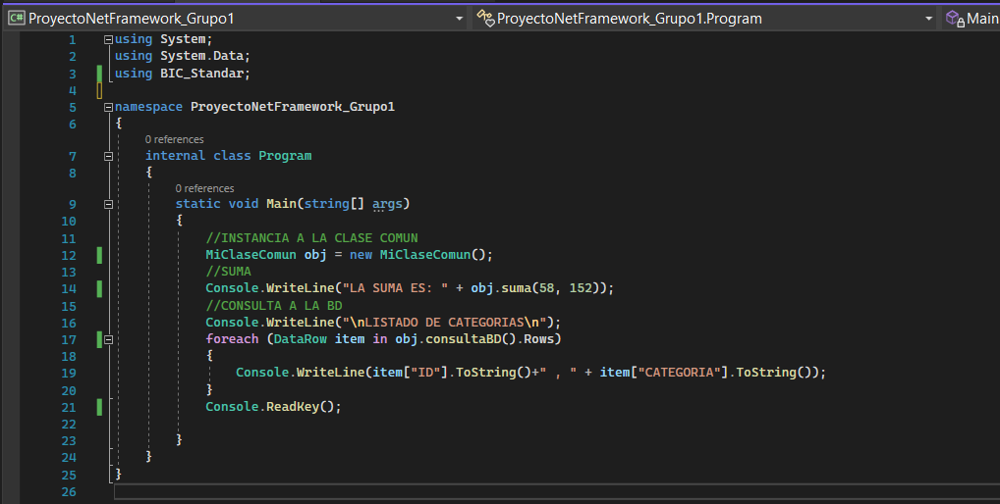 C# ProyectoNetFramework_Grupo1 ProyectoNetFramework_Grupo1.Program Main
1 using System;
2 using System.Data;
3 using BIC_Standar;
4
5 namespace ProyectoNetFramework_Grupo1
6 {
0 references
7 internal class Program
8 {
0 references
9 static void Main(string[] args)
10 {
11 //INSTANCIA A LA CLASE COMUN
12 MiClaseComun obj = new MiClaseComun();
13 //SUMA
14 Console.WriteLine("LA SUMA ES: " + obj.suma(58, 152));
15 //CONSULTA A LA BD
16 Console.WriteLine("\nLISTADO DE CATEGORIAS\n");
17 foreach (DataRow item in obj.consultaBD().Rows)
18 {
19 Console.WriteLine(item["ID"].ToString()+" , " + item["CATEGORIA"].ToString());
20 }
21 Console.ReadKey();
22
23 }
24 }
25 }
26